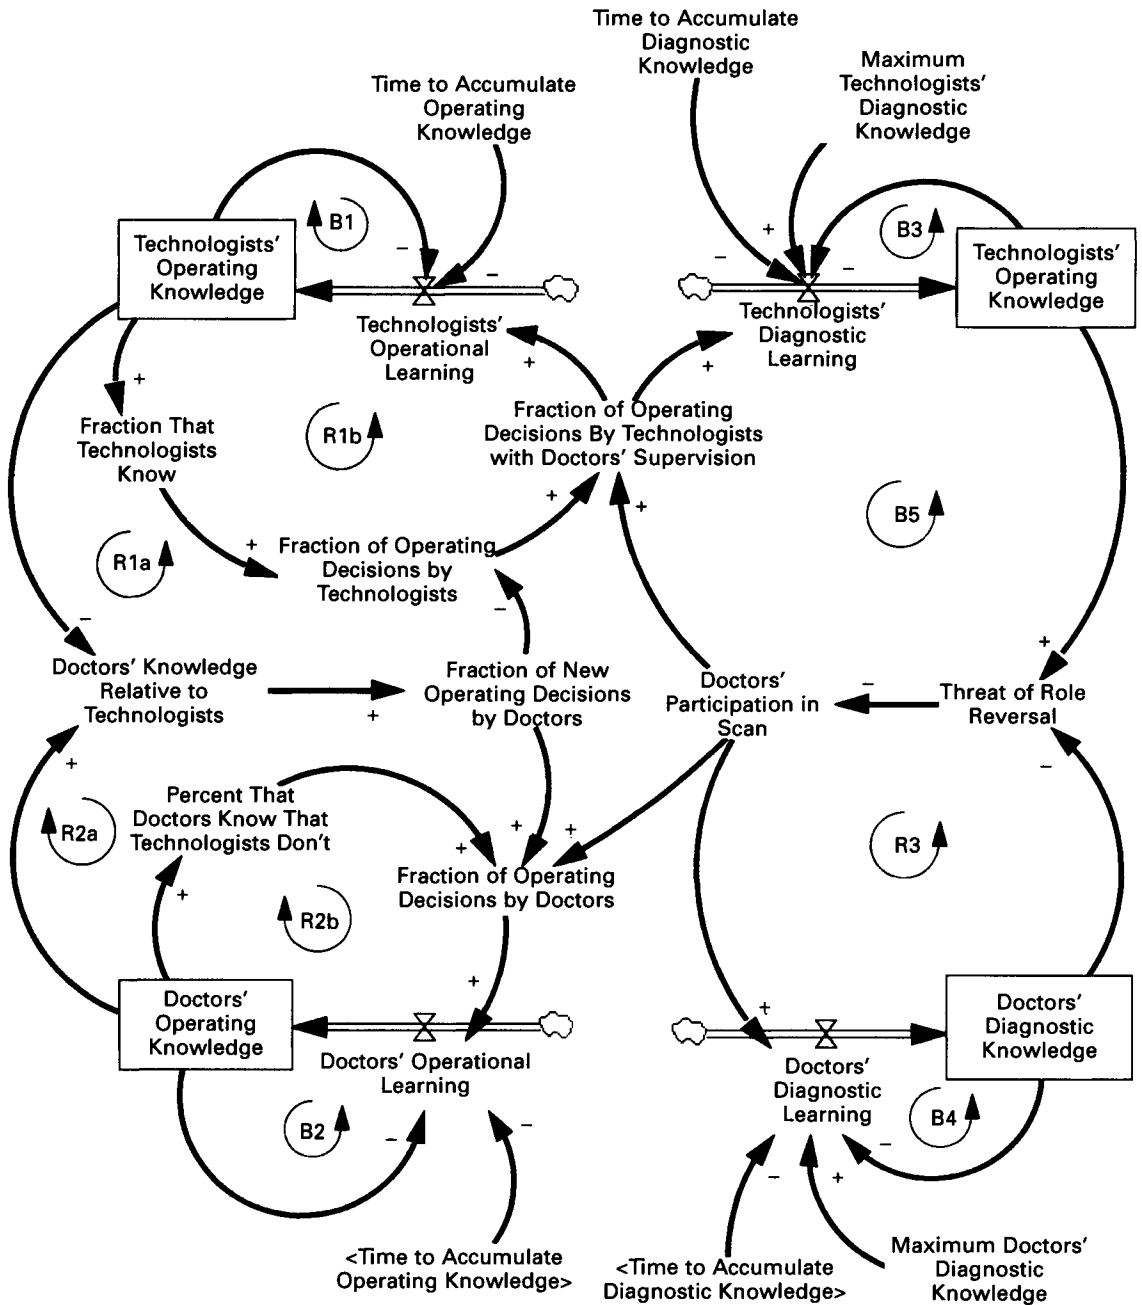 Time to Accumulate
Diagnostic
Knowledge
Maximum
Technologists'
Diagnostic
Knowledge
Time to Accumulate
Operating
Knowledge
B1
B3
Technologists'
Operating
Knowledge
Technologists'
Operating
Knowledge
+
−
−
−
−
Technologists'
Operational
Learning
Technologists'
Diagnostic
Learning
+
+
+
Fraction That
Technologists
Know
R1b
Fraction of Operating
Decisions By Technologists
with Doctors' Supervision
+
+
B5
R1a
+
Fraction of Operating
Decisions by
Technologists
−
−
+
Doctors' Knowledge
Relative to
Technologists
+
Fraction of New
Operating Decisions
by Doctors
Doctors'
Participation in
Scan
−
Threat of Role
Reversal
+
−
R2a
Percent That
Doctors Know That
Technologists Don't
+
+
+
R3
+
Fraction of Operating
Decisions by Doctors
R2b
+
+
Doctors'
Operating
Knowledge
Doctors'
Diagnostic
Knowledge
Doctors' Operational
Learning
Doctors'
Diagnostic
Learning
B2
B4
−
−
−
−
+
<Time to Accumulate
Operating Knowledge>
<Time to Accumulate
Diagnostic Knowledge>
Maximum Doctors'
Diagnostic
Knowledge